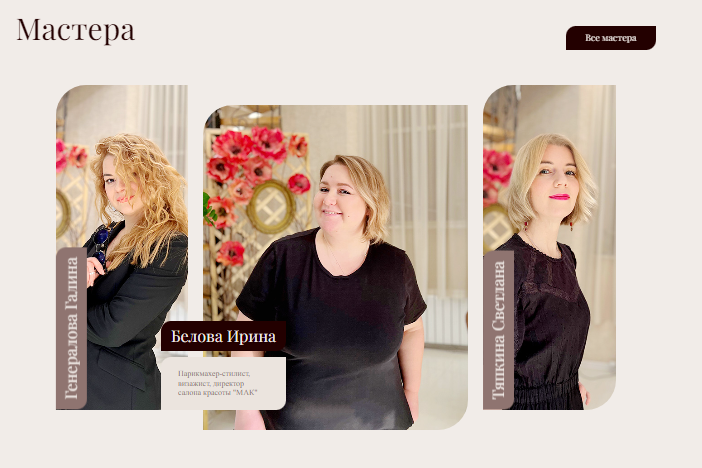 Мастера
Все мастера
Генералова Галина
Белова Ирина
Парикмахер-стилист,
визажист, директор
салона красоты "МАК"
Тяпкина Светлана